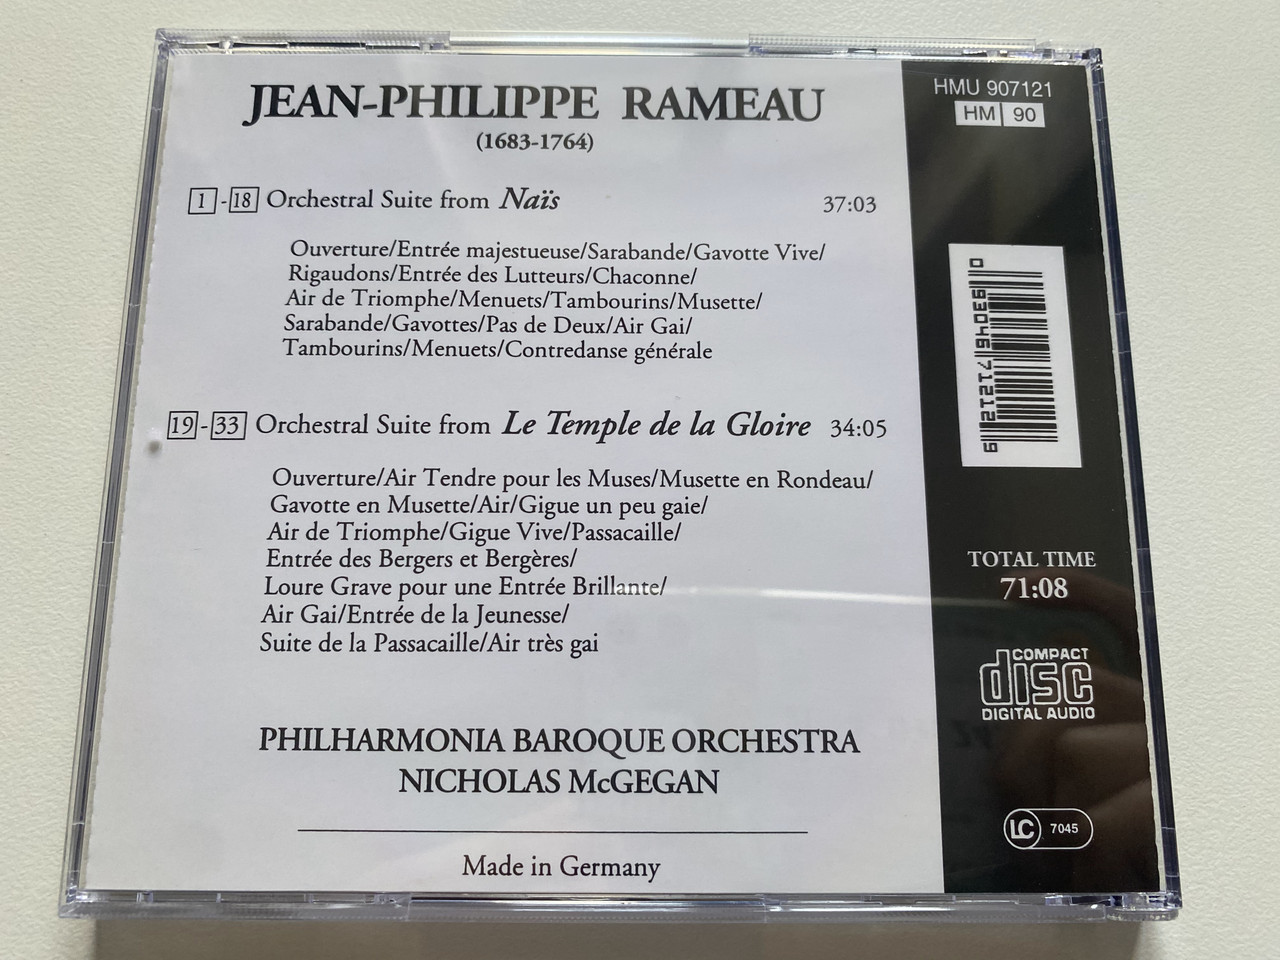 JEAN-PHILIPPE RAMEAU
(1683-1764)
1 - 18 Orchestral Suite from Naïs 37:03
Ouverture/Entrée majestueuse/Sarabande/Gavotte Vive/
Rigaudons/Entrée des Lutteurs/Chaconne/
Air de Triomphe/Menuets/Tambourins/Musette/
Sarabande/Gavottes/Pas de Deux/Air Gai/
Tambourins/Menuets/Contredanse générale
19 - 33 Orchestral Suite from Le Temple de la Gloire 34:05
Ouverture/Air Tendre pour les Muses/Musette en Rondeau/
Gavotte en Musette/Air/Gigue un peu gaie/
Air de Triomphe/Gigue Vive/Passacaille/
Entrée des Bergers et Bergères/
Loure Grave pour une Entrée Brillante/
Air Gai/Entrée de la Jeunesse/
Suite de la Passacaille/Air très gai
PHILHARMONIA BAROQUE ORCHESTRA
NICHOLAS McGEGAN
Made in Germany
HMU 907121
HM 90
0 93046 71212 9
TOTAL TIME
71:08
COMPACT
disc
DIGITAL AUDIO
LC 7045